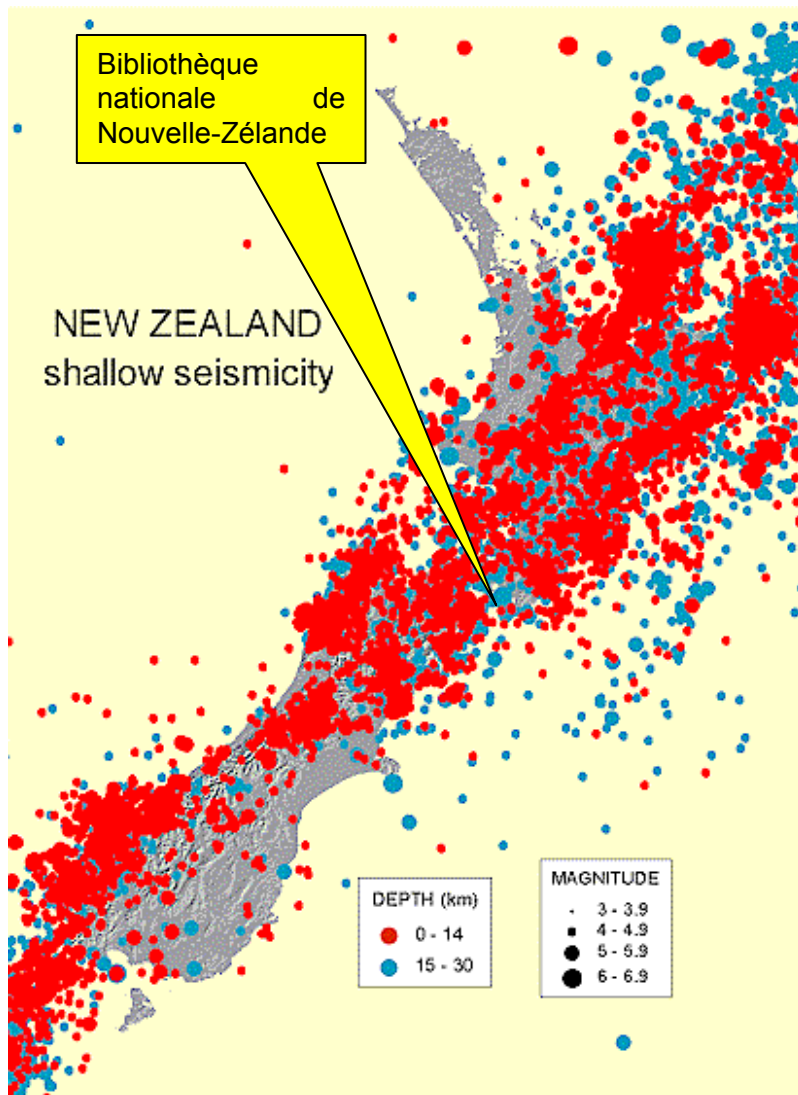 Bibliothèque
nationale de
Nouvelle-Zélande
NEW ZEALAND
shallow seismicity
DEPTH (km)
0 - 14
15 - 30
MAGNITUDE
3 - 3.9
4 - 4.9
5 - 5.9
6 - 6.9